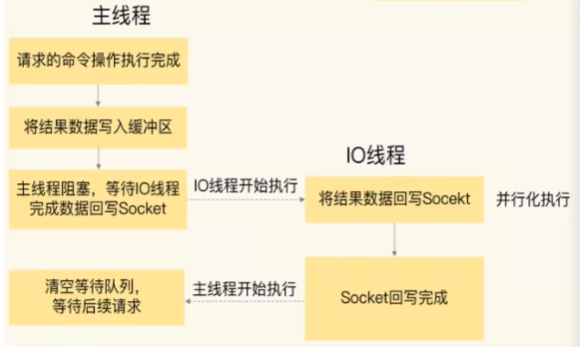 主线程
请求的命令操作执行完成
将结果数据写入缓冲区
主线程阻塞，等待IO线程
完成数据回写Socket
IO线程开始执行
IO线程
将结果数据回写Socekt
并行化执行
Socket回写完成
主线程开始执行
清空等待队列，
等待后续请求